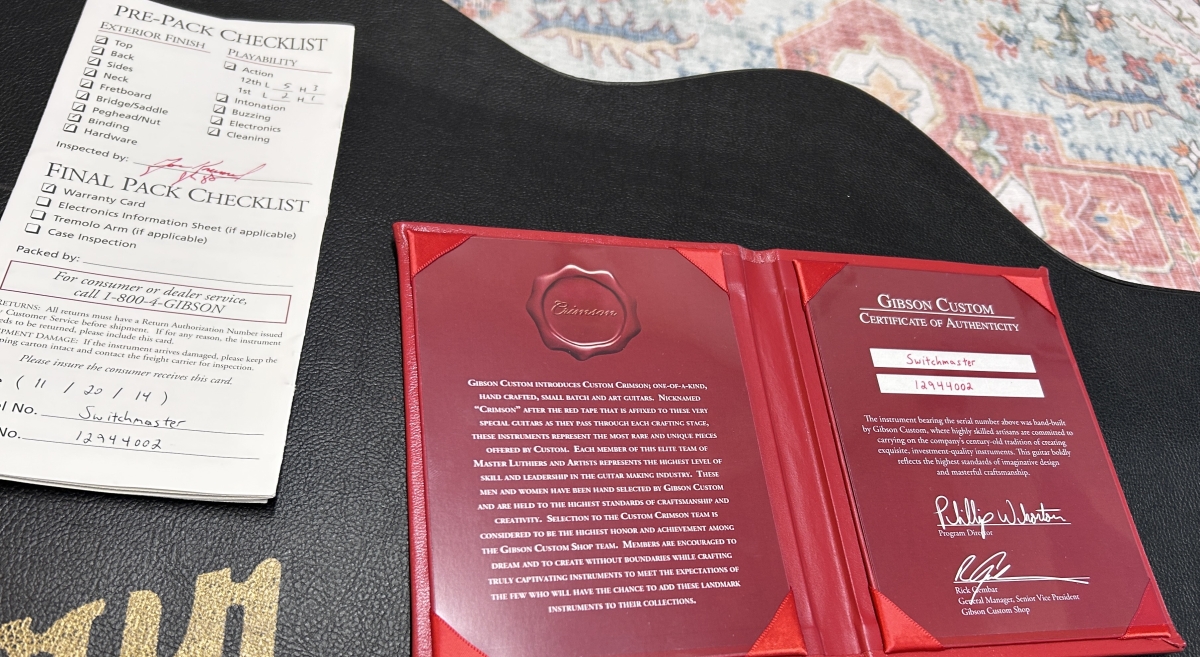 PRE-PACK CHECKLIST
EXTERIOR FINISH
Top
Back
Sides
Neck
Fretboard
Bridge/Saddle
Peghead/Nut
Binding
Hardware
PLAYABILITY
Action
12th L 5 H 3
1st L 2 H 1
Intonation
Buzzing
Electronics
Cleaning
Inspected by:
FINAL PACK CHECKLIST
Warranty Card
Electronics Information Sheet (if applicable)
Tremolo Arm (if applicable)
Case Inspection
Packed by:
For consumer or dealer service,
call 1-800-4-GIBSON
RETURNS: All returns must have a Return Authorization Number issued
Customer Service before shipment. If for any reason, the instrument
to be returned, please include this card.
DAMAGE: If the instrument arrives damaged, please keep the
carton intact and contact the freight carrier for inspection.
Please insure the consumer receives this card.
( 11 / 20 / 14 )
No. Switchmaster
No. 12944002
Crimson
GIBSON CUSTOM INTRODUCES CUSTOM CRIMSON; ONE-OF-A-KIND,
HAND CRAFTED, SMALL BATCH AND ART GUITARS. NICKNAMED
"CRIMSON" AFTER THE RED TAPE THAT IS AFFIXED TO THESE VERY
SPECIAL GUITARS AS THEY PASS THROUGH EACH CRAFTING STAGE,
THESE INSTRUMENTS REPRESENT THE MOST RARE AND UNIQUE PIECES
OFFERED BY CUSTOM. EACH MEMBER OF THIS ELITE TEAM OF
MASTER LUTHIERS AND ARTISTS REPRESENTS THE HIGHEST LEVEL OF
SKILL AND LEADERSHIP IN THE GUITAR MAKING INDUSTRY. THESE
MEN AND WOMEN HAVE BEEN HAND SELECTED BY GIBSON CUSTOM
AND ARE HELD TO THE HIGHEST STANDARDS OF CRAFTSMANSHIP AND
CREATIVITY. SELECTION TO THE CUSTOM CRIMSON TEAM IS
CONSIDERED TO BE THE HIGHEST HONOR AND ACHIEVEMENT AMONG
THE GIBSON CUSTOM SHOP TEAM. MEMBERS ARE ENCOURAGED TO
DREAM AND TO CREATE WITHOUT BOUNDARIES WHILE CRAFTING
TRULY CAPTIVATING INSTRUMENTS TO MEET THE EXPECTATIONS OF
THE FEW WHO WILL HAVE THE CHANCE TO ADD THESE LANDMARK
INSTRUMENTS TO THEIR COLLECTIONS.
GIBSON CUSTOM
CERTIFICATE OF AUTHENTICITY
Switchmaster
12944002
The instrument bearing the serial number above was hand-built
by Gibson Custom, where highly skilled artisans are committed to
carrying on the company's century-old tradition of creating
exquisite, investment-quality instruments. This guitar boldly
reflects the highest standards of imaginative design
and masterful craftsmanship.
Phillip W. Whorton
Program Director
Rick Gembar
General Manager, Senior Vice President
Gibson Custom Shop